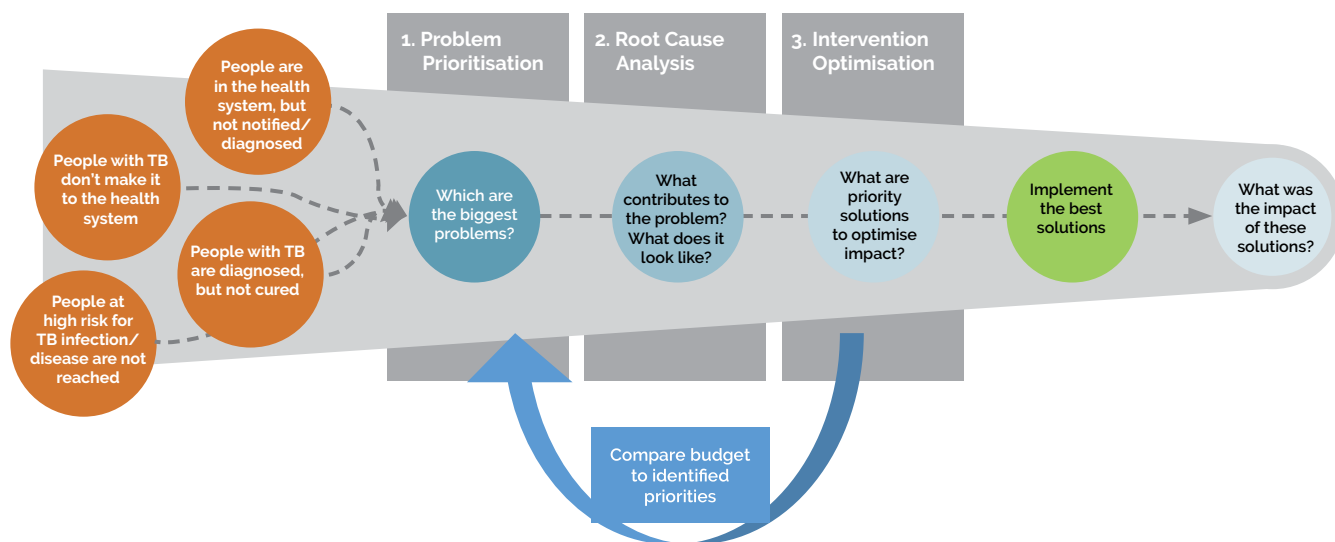 1. Problem
Prioritisation
2. Root Cause
Analysis
3. Intervention
Optimisation
People are
in the health
system, but
not notified/
diagnosed
People with TB
don't make it
to the health
system
People with TB
are diagnosed,
but not cured
People at
high risk for
TB infection/
disease are not
reached
Which are
the biggest
problems?
What
contributes to
the problem?
What does it
look like?
What are
priority
solutions
to optimise
impact?
Implement
the best
solutions
What was
the impact
of these
solutions?
Compare budget
to identified
priorities